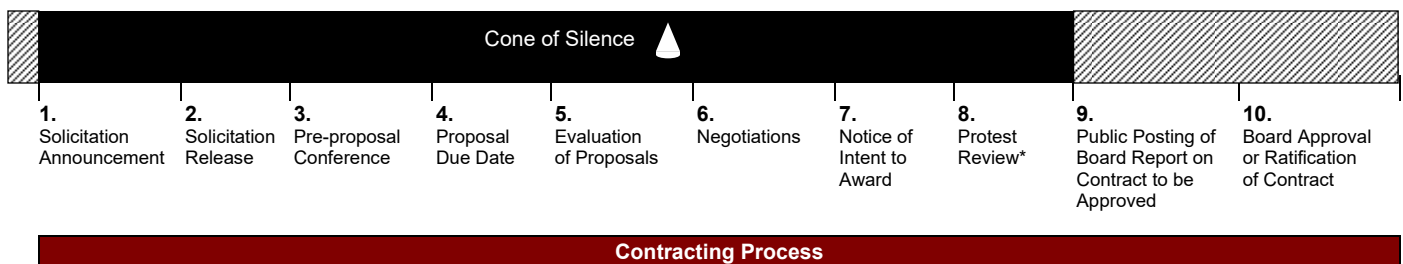 Cone of Silence
1.
Solicitation
Announcement
2.
Solicitation
Release
3.
Pre-proposal
Conference
4.
Proposal
Due Date
5.
Evaluation
of Proposals
6.
Negotiations
7.
Notice of
Intent to
Award
8.
Protest
Review*
9.
Public Posting of
Board Report on
Contract to be
Approved
10.
Board Approval
or Ratification
of Contract
Contracting Process